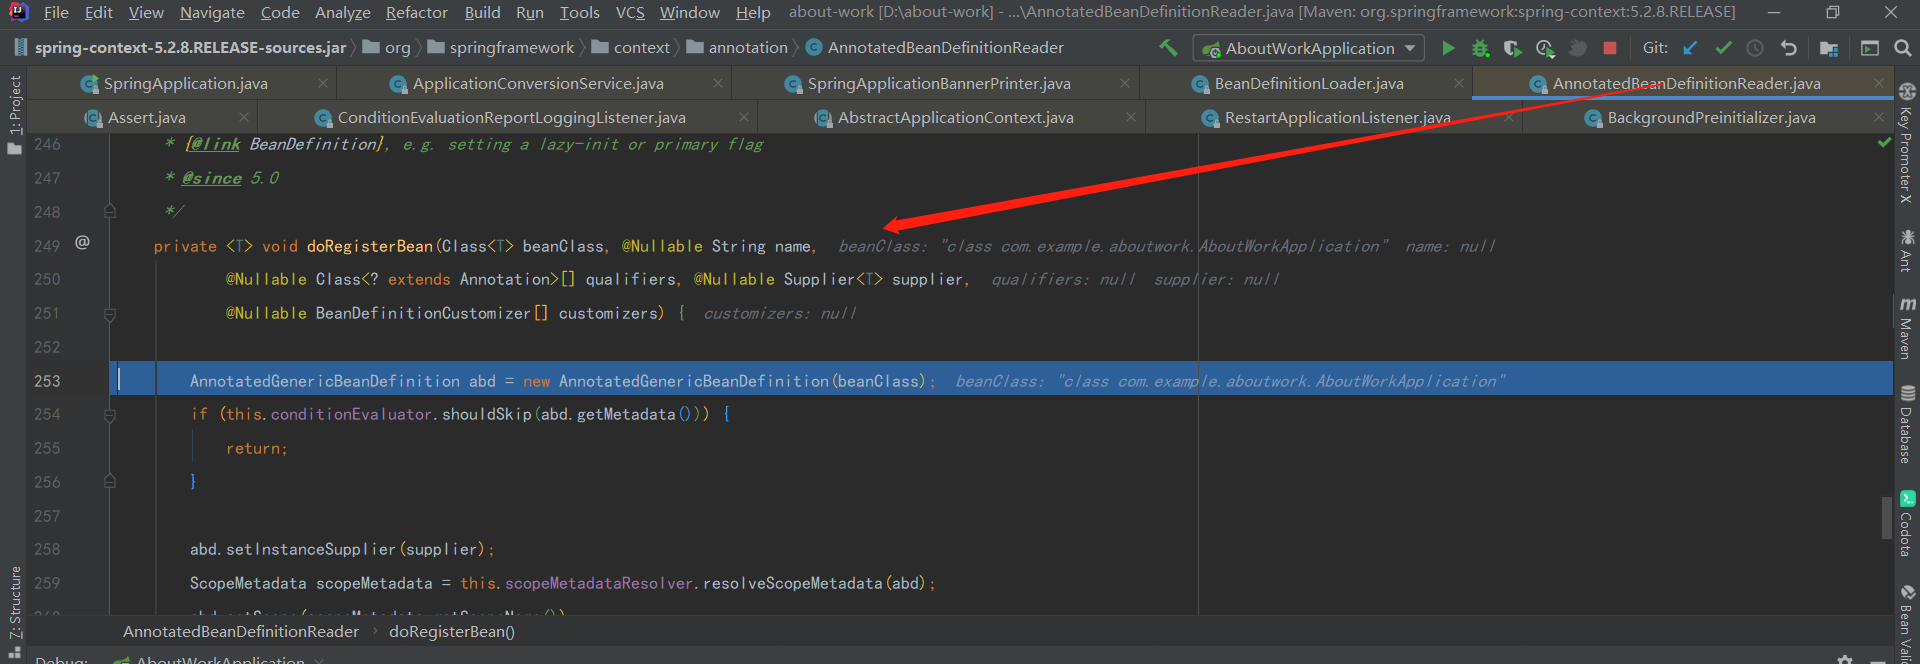 File Edit View Navigate Code Analyze Refactor Build Run Tools VCS Window Help about-work [D:\about-work] - ...\AnnotatedBeanDefinitionReader.java [Maven: org.springframework:spring-context:5.2.8.RELEASE]
spring-context-5.2.8.RELEASE-sources.jar org springframework context annotation AnnotatedBeanDefinitionReader AboutWorkApplication Git:
SpringApplication.java ApplicationConversionService.java SpringApplicationBannerPrinter.java BeanDefinitionLoader.java AnnotatedBeanDefinitionReader.java
Assert.java ConditionEvaluationReportLoggingListener.java AbstractApplicationContext.java RestartApplicationListener.java BackgroundPreinitializer.java
246 * {@link BeanDefinition}, e.g. setting a lazy-init or primary flag
247 * @since 5.0
248 */
249 @ private <T> void doRegisterBean(Class<T> beanClass, @Nullable String name, beanClass: "class com.example.aboutwork.AboutWorkApplication" name: null
250 @Nullable Class<? extends Annotation>[] qualifiers, @Nullable Supplier<T> supplier, qualifiers: null supplier: null
251 @Nullable BeanDefinitionCustomizer[] customizers) { customizers: null
252
253 AnnotatedGenericBeanDefinition abd = new AnnotatedGenericBeanDefinition(beanClass); beanClass: "class com.example.aboutwork.AboutWorkApplication"
254 if (this.conditionEvaluator.shouldSkip(abd.getMetadata())) {
255 return;
256 }
257
258 abd.setInstanceSupplier(supplier);
259 ScopeMetadata scopeMetadata = this.scopeMetadataResolver.resolveScopeMetadata(abd);
AnnotatedBeanDefinitionReader doRegisterBean()
Debug: AboutWorkApplication
1: Project
Z: Structure
Key Promoter X
Ant
Maven
Database
Codota